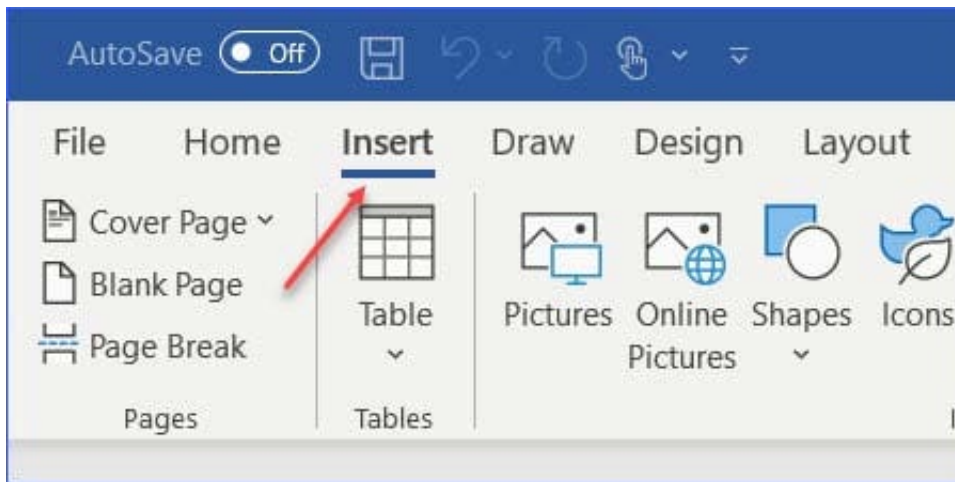 AutoSave Off
File Home Insert Draw Design Layout
Cover Page
Blank Page
Page Break
Pages
Table
Tables
Pictures
Online
Pictures
Shapes
Icons